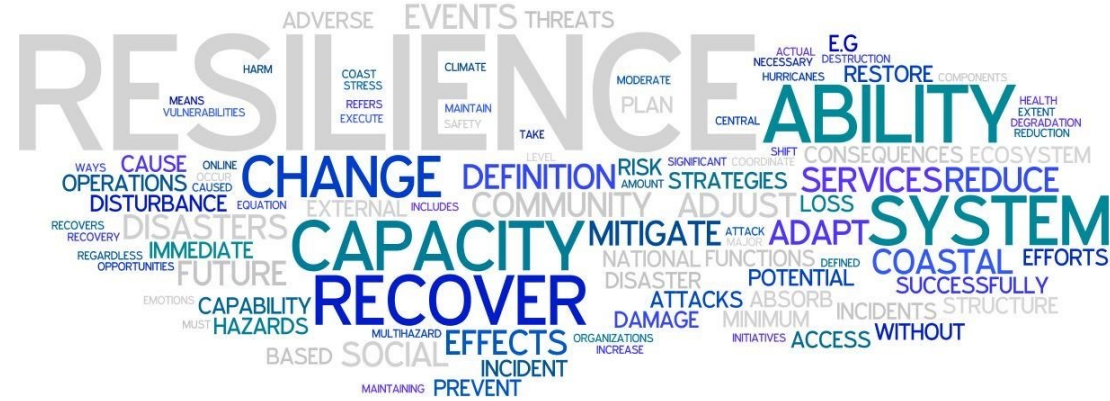 ADVERSE EVENTS THREATS
RESILIENCE
HARM
COAST
STRESS
CLIMATE
MODERATE
PLAN
MEANS
VULNERABILITIES
REFERS
EXECUTE
MAINTAIN
SAFETY
TAKE
CENTRAL
ACTUAL
NECESSARY
E.G
DESTRUCTION
HURRICANES
RESTORE
COMPONENTS
ABILITY
HEALTH
EXTENT
DEGRADATION
REDUCTION
SHIFT
CONSEQUENCES
ECOSYSTEM
WAYS
CAUSE
ONLINE
OCCUR
CAUSED
OPERATIONS
DISTURBANCE
CHANGE
EQUATION
LEVEL
DEFINITION
RISK
AMOUNT
SIGNIFICANT
COORDINATE
STRATEGIES
SERVICES
REDUCE
EXTERNAL
INCLUDES
COMMUNITY
ADJUST
LOSS
SYSTEM
RECOVERS
RECOVERY
DISASTERS
CAPACITY
MITIGATE
ATTACK
MAJOR
ADAPT
REGARDLESS
OPPORTUNITIES
IMMEDIATE
FUTURE
NATIONAL
FUNCTIONS
DEFINED
COASTAL
EFFORTS
DISASTER
POTENTIAL
SUCCESSFULLY
EMOTIONS
CAPABILITY
RECOVER
ATTACKS
ABSORB
INCIDENTS
STRUCTURE
MUST
HAZARDS
DAMAGE
MINIMUM
MULTIHAZARD
EFFECTS
ORGANIZATIONS
INCREASE
INITIATIVES
ACCESS
WITHOUT
BASED
SOCIAL
INCIDENT
MAINTAINING
PREVENT